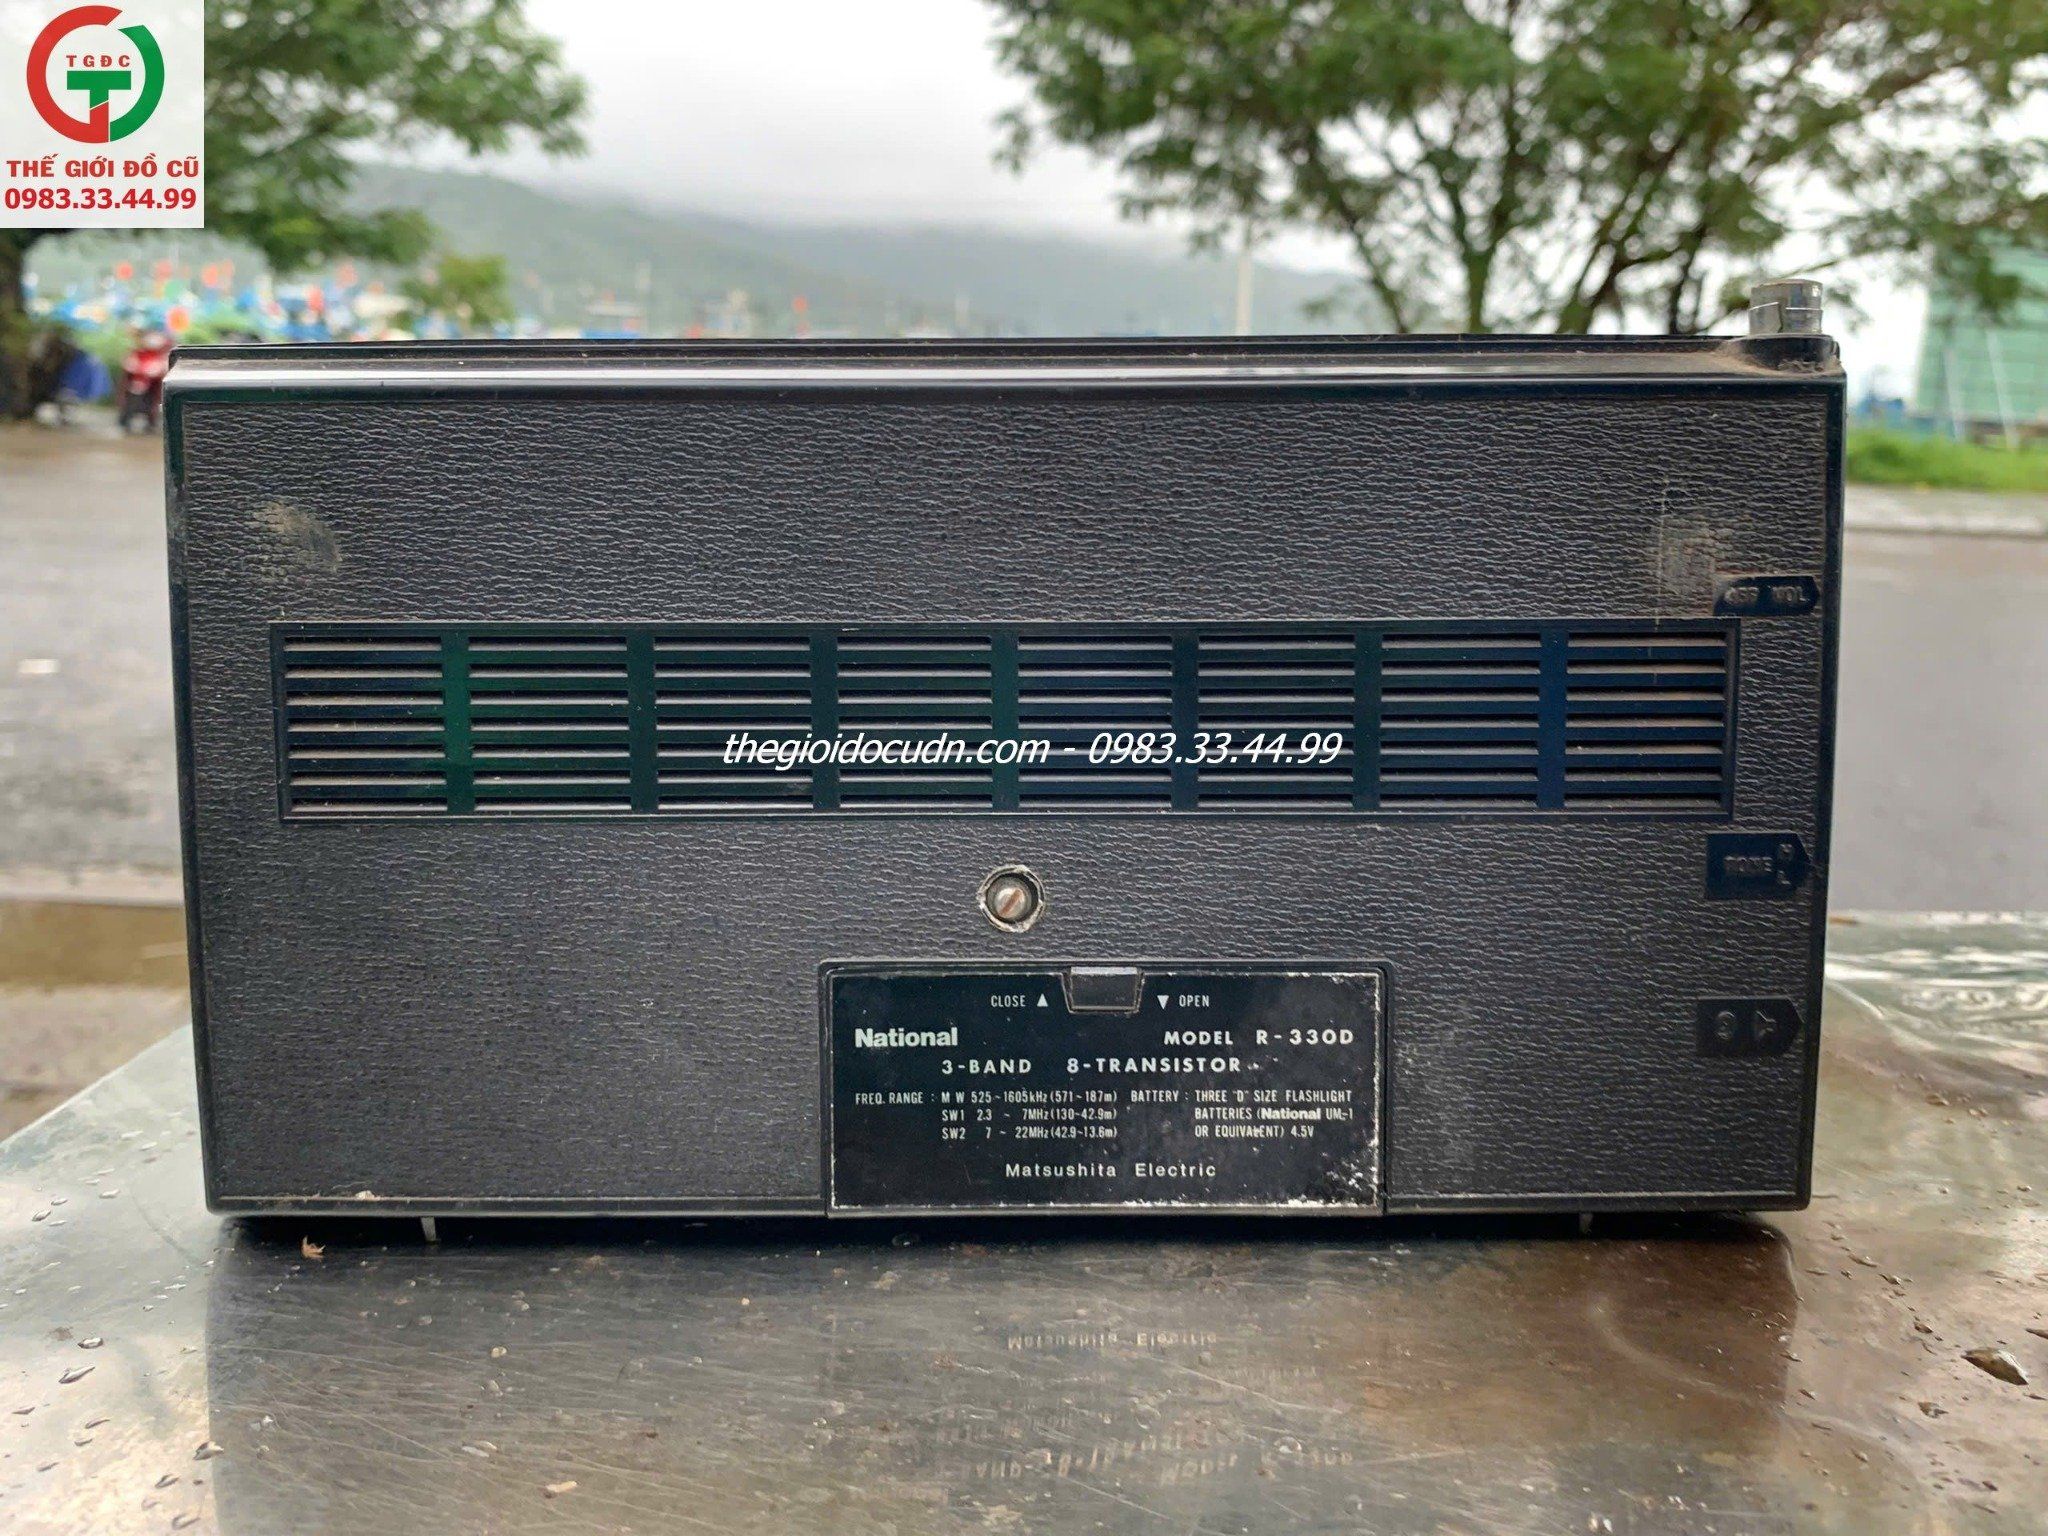 TGĐC
THẾ GIỚI ĐỒ CŨ
0983.33.44.99
OFF VOL
thegioidocudn.com - 0983.33.44.99
TONE H
L
CLOSE ▲ ▼ OPEN
National MODEL R-330D
3-BAND 8-TRANSISTOR
FREQ. RANGE : MW 525~1605kHz (571~187m) BATTERY : THREE "D" SIZE FLASHLIGHT
SW1 2.3 ~ 7MHz (130~42.9m) BATTERIES (National UM-1
SW2 7 ~ 22MHz (42.9~13.6m) OR EQUIVALENT) 4.5V
Matsushita Electric